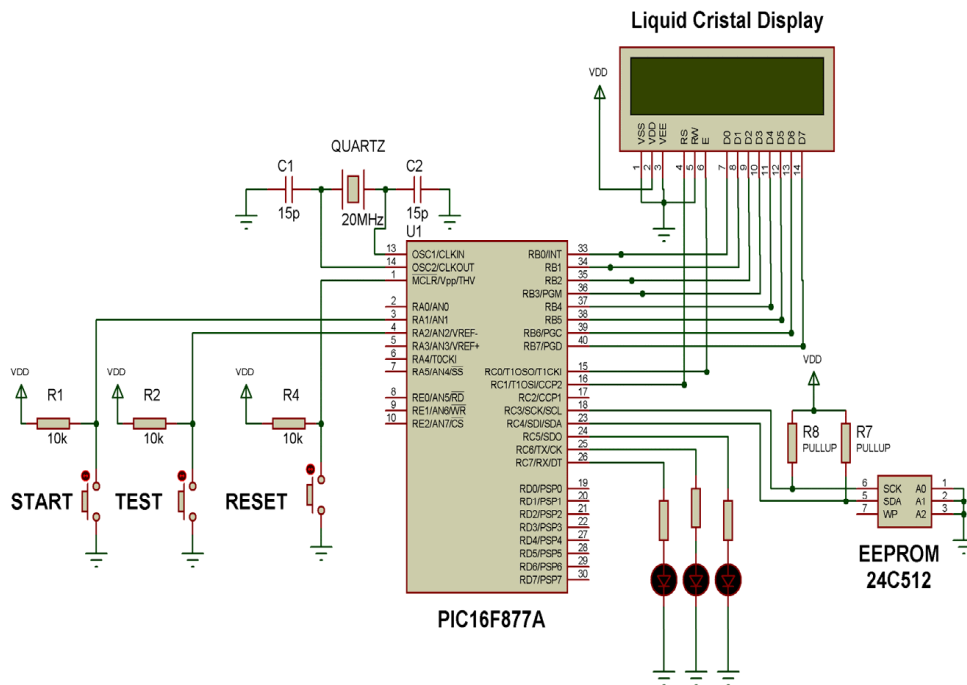 Liquid Cristal Display
VDD
VSS
VDD
VEE
RS
RW
E
D0
D1
D2
D3
D4
D5
D6
D7
1
2
3
4
5
6
7
8
9
10
11
12
13
14
QUARTZ
C1
C2
15p
20MHz
15p
U1
13 OSC1/CLKIN
14 OSC2/CLKOUT
1 MCLR/Vpp/THV
2 RA0/AN0
3 RA1/AN1
4 RA2/AN2/VREF-
5 RA3/AN3/VREF+
6 RA4/T0CKI
7 RA5/AN4/SS
8 RE0/AN5/RD
9 RE1/AN6/WR
10 RE2/AN7/CS
RB0/INT 33
RB1 34
RB2 35
RB3/PGM 36
RB4 37
RB5 38
RB6/PGC 39
RB7/PGD 40
RC0/T1OSO/T1CKI 15
RC1/T1OSI/CCP2 16
RC2/CCP1 17
RC3/SCK/SCL 18
RC4/SDI/SDA 23
RC5/SDO 24
RC6/TX/CK 25
RC7/RX/DT 26
RD0/PSP0 19
RD1/PSP1 20
RD2/PSP2 21
RD3/PSP3 22
RD4/PSP4 27
RD5/PSP5 28
RD6/PSP6 29
RD7/PSP7 30
PIC16F877A
VDD
R1
10k
START
VDD
R2
10k
TEST
VDD
R4
10k
RESET
VDD
R8
PULLUP
R7
PULLUP
6 SCK A0 1
5 SDA A1 2
7 WP A2 3
EEPROM
24C512